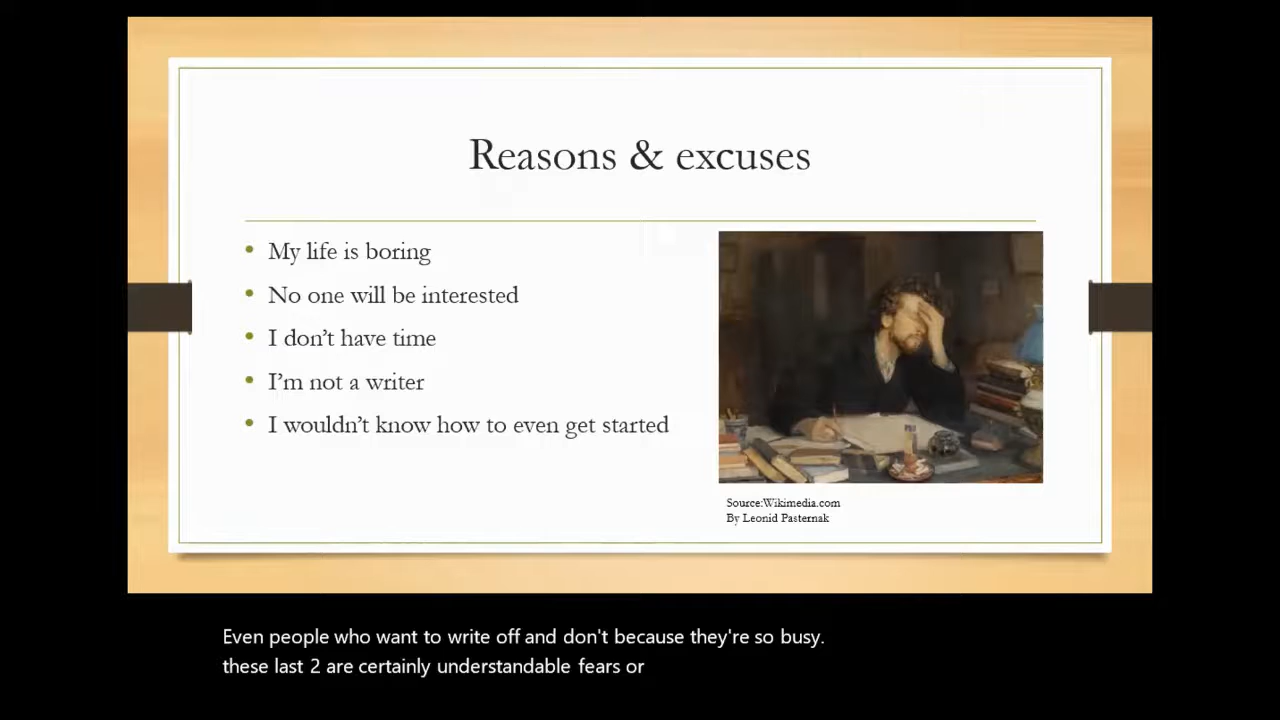 Reasons & excuses
• My life is boring
• No one will be interested
• I don’t have time
• I’m not a writer
• I wouldn’t know how to even get started
Source:Wikimedia.com
By Leonid Pasternak
Even people who want to write off and don't because they're so busy.
these last 2 are certainly understandable fears or